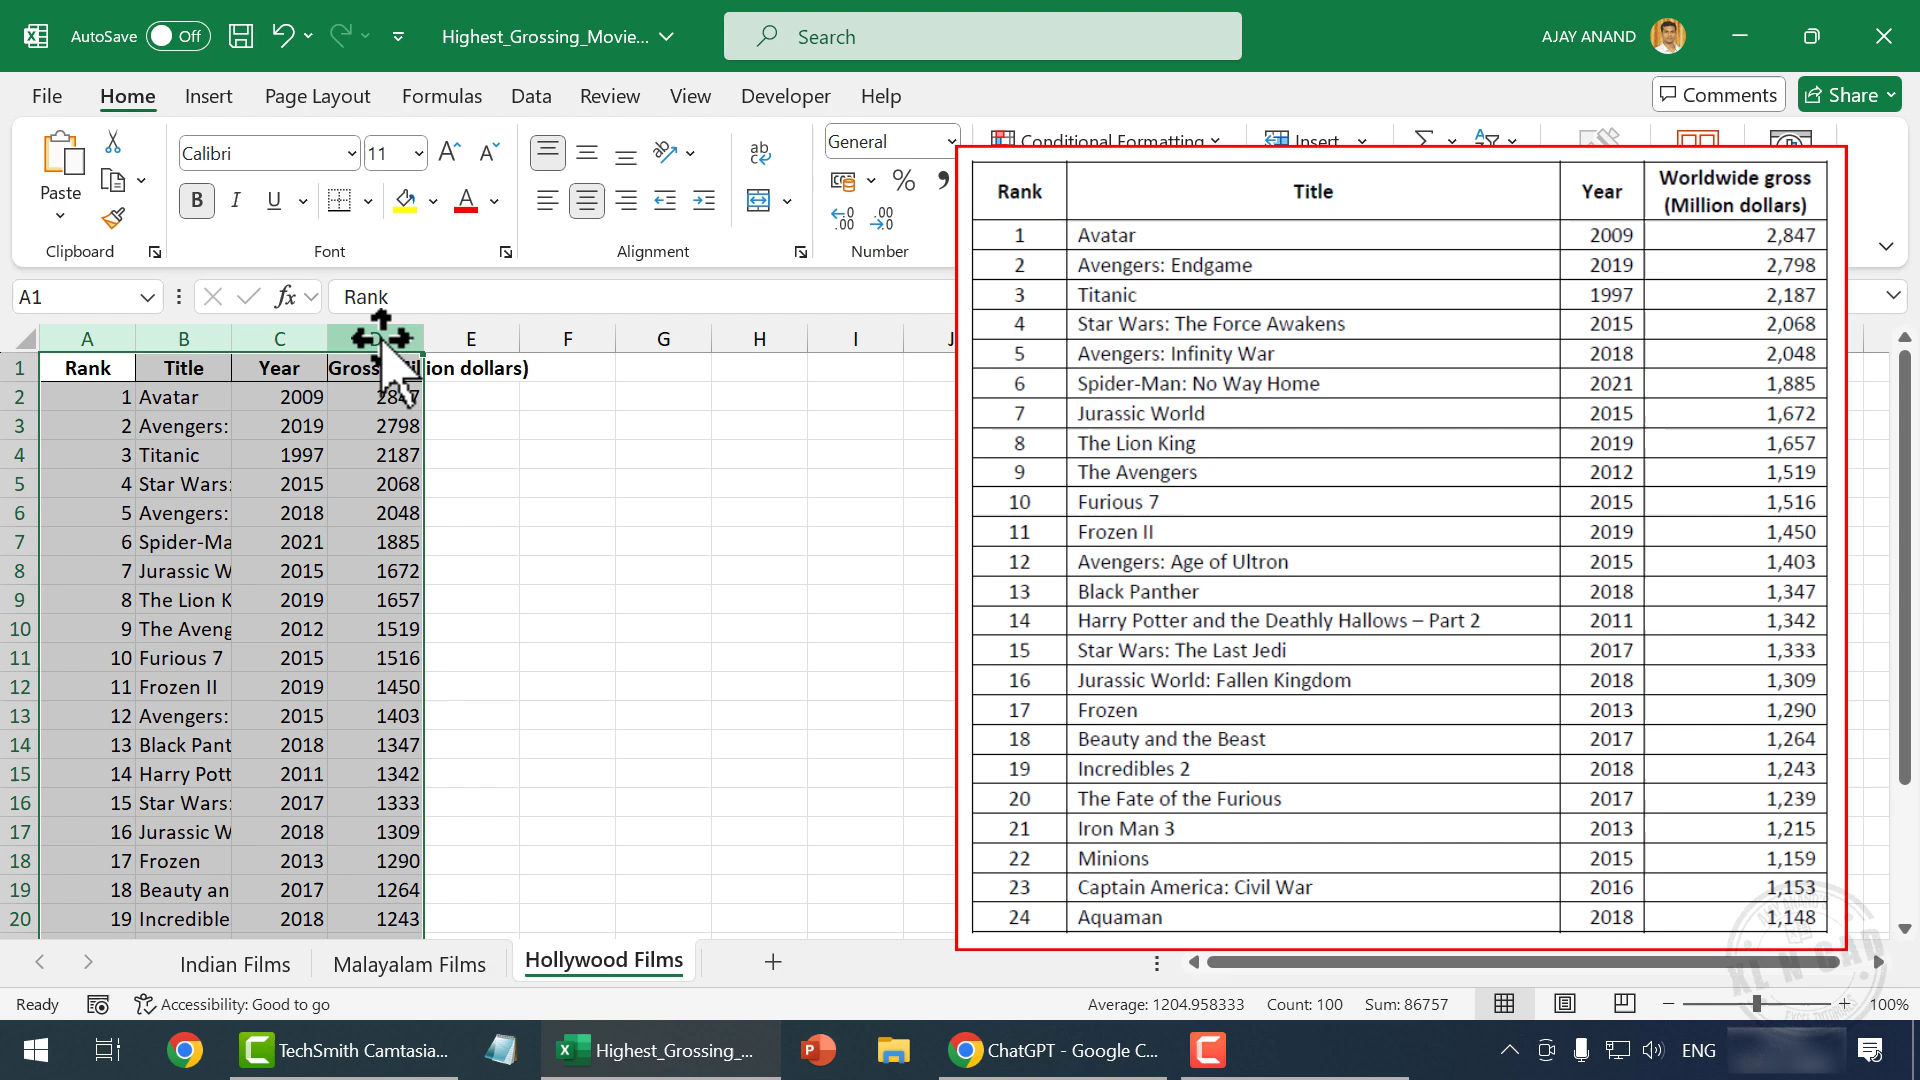 AutoSave Off Highest_Grossing_Movie... Search AJAY ANAND
File Home Insert Page Layout Formulas Data Review View Developer Help Comments Share
Paste
Calibri 11
B I U A
ab
General
% 9
Conditional Formatting Insert
Clipboard Font Alignment Number
A1 fx Rank
A B C D E F G H I J
1 Rank Title Year
ion dollars)
2 1 Avatar 2009
3 2 Avengers: 2019 2798
4 3 Titanic 1997 2187
5 4 Star Wars: 2015 2068
6 5 Avengers: 2018 2048
7 6 Spider-Ma 2021 1885
8 7 Jurassic W 2015 1672
9 8 The Lion K 2019 1657
10 9 The Aveng 2012 1519
11 10 Furious 7 2015 1516
12 11 Frozen II 2019 1450
13 12 Avengers: 2015 1403
14 13 Black Pant 2018 1347
15 14 Harry Pott 2011 1342
16 15 Star Wars: 2017 1333
17 16 Jurassic W 2018 1309
18 17 Frozen 2013 1290
19 18 Beauty an 2017 1264
20 19 Incredible 2018 1243
Rank Title Year Worldwide gross
(Million dollars)
1 Avatar 2009 2,847
2 Avengers: Endgame 2019 2,798
3 Titanic 1997 2,187
4 Star Wars: The Force Awakens 2015 2,068
5 Avengers: Infinity War 2018 2,048
6 Spider-Man: No Way Home 2021 1,885
7 Jurassic World 2015 1,672
8 The Lion King 2019 1,657
9 The Avengers 2012 1,519
10 Furious 7 2015 1,516
11 Frozen II 2019 1,450
12 Avengers: Age of Ultron 2015 1,403
13 Black Panther 2018 1,347
14 Harry Potter and the Deathly Hallows – Part 2 2011 1,342
15 Star Wars: The Last Jedi 2017 1,333
16 Jurassic World: Fallen Kingdom 2018 1,309
17 Frozen 2013 1,290
18 Beauty and the Beast 2017 1,264
19 Incredibles 2 2018 1,243
20 The Fate of the Furious 2017 1,239
21 Iron Man 3 2013 1,215
22 Minions 2015 1,159
23 Captain America: Civil War 2016 1,153
24 Aquaman 2018 1,148
XL N CAD
Indian Films Malayalam Films Hollywood Films
Ready Accessibility: Good to go Average: 1204.958333 Count: 100 Sum: 86757 100%
TechSmith Camtasia... Highest_Grossing_... ChatGPT - Google C... ENG